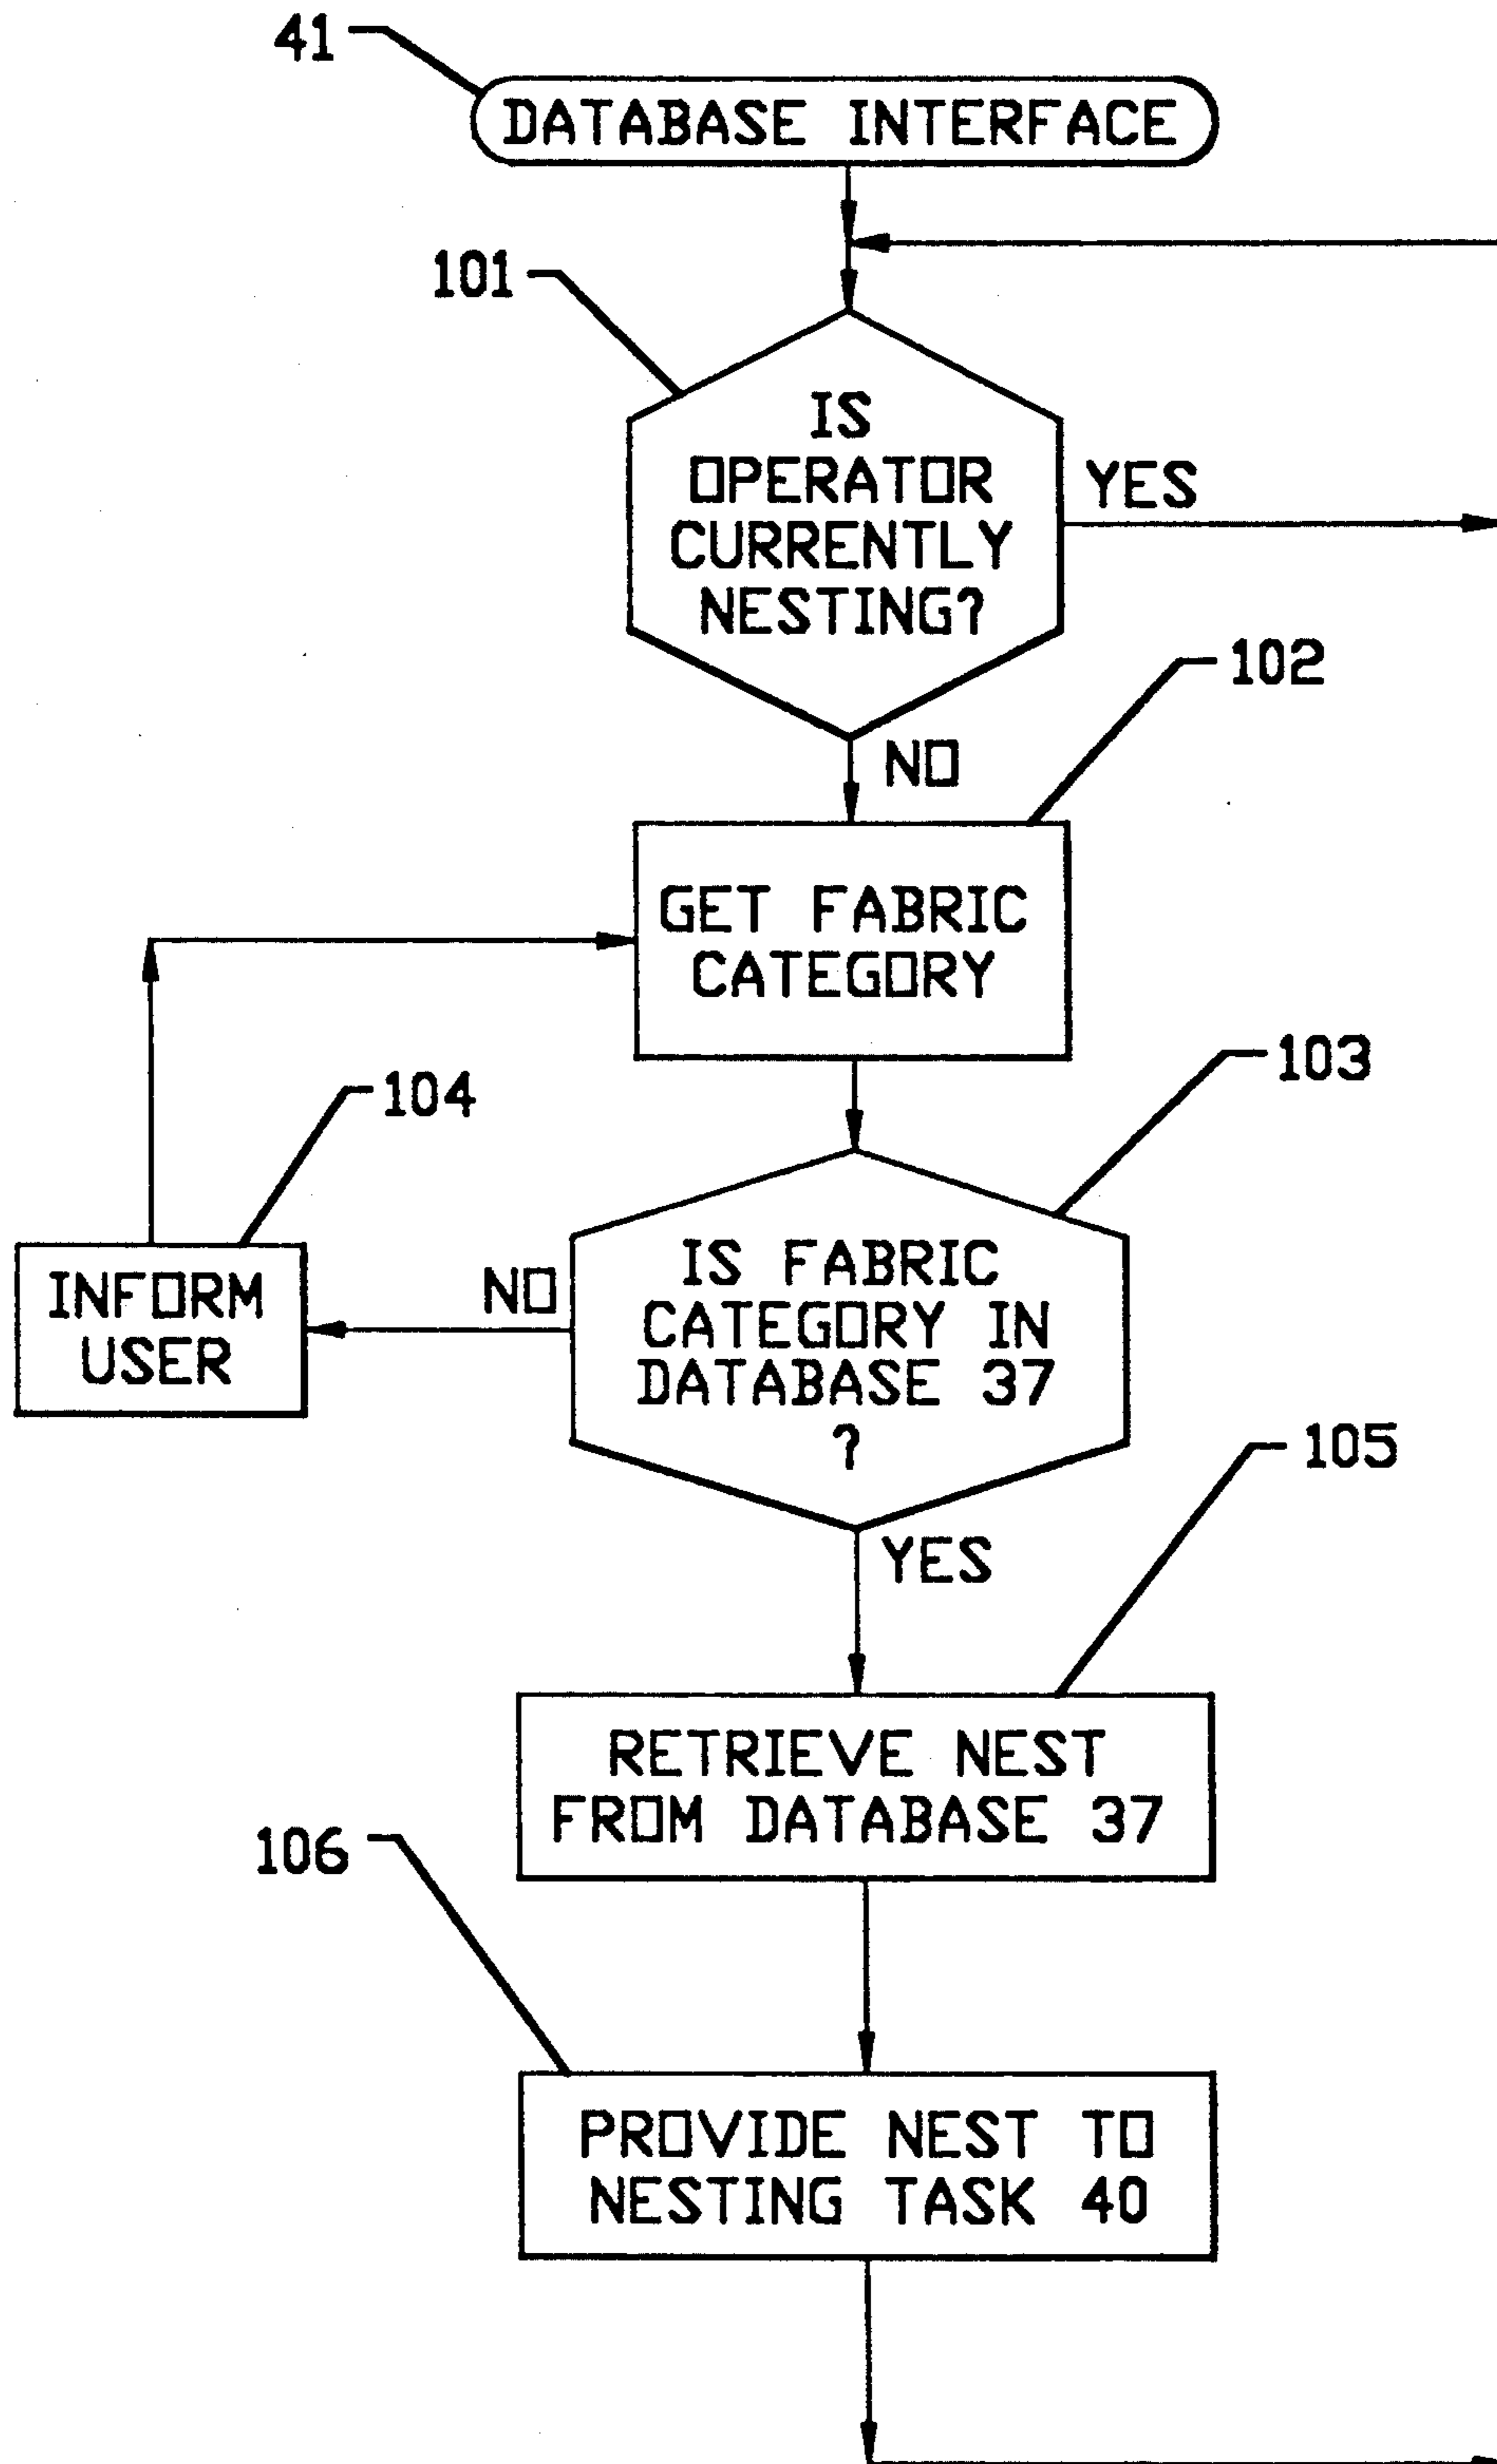 41
DATABASE INTERFACE
101
IS
OPERATOR
CURRENTLY
NESTING?
YES
102
NO
GET FABRIC
CATEGORY
103
104
IS FABRIC
CATEGORY IN
DATABASE 37
?
NO
INFORM
USER
105
YES
RETRIEVE NEST
FROM DATABASE 37
106
PROVIDE NEST TO
NESTING TASK 40